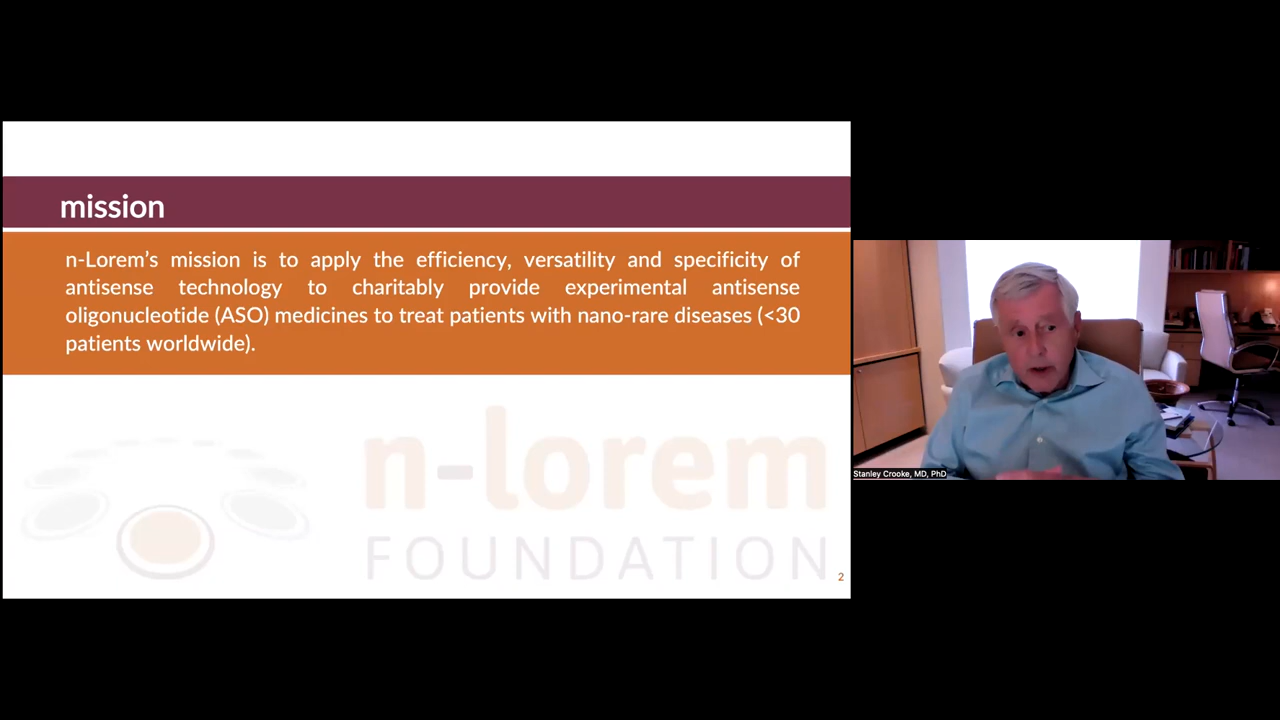 mission
n-Lorem’s mission is to apply the efficiency, versatility and specificity of
antisense technology to charitably provide experimental antisense
oligonucleotide (ASO) medicines to treat patients with nano-rare diseases (<30
patients worldwide).
n-lorem
FOUNDATION
2
Stanley Crooke, MD, PhD